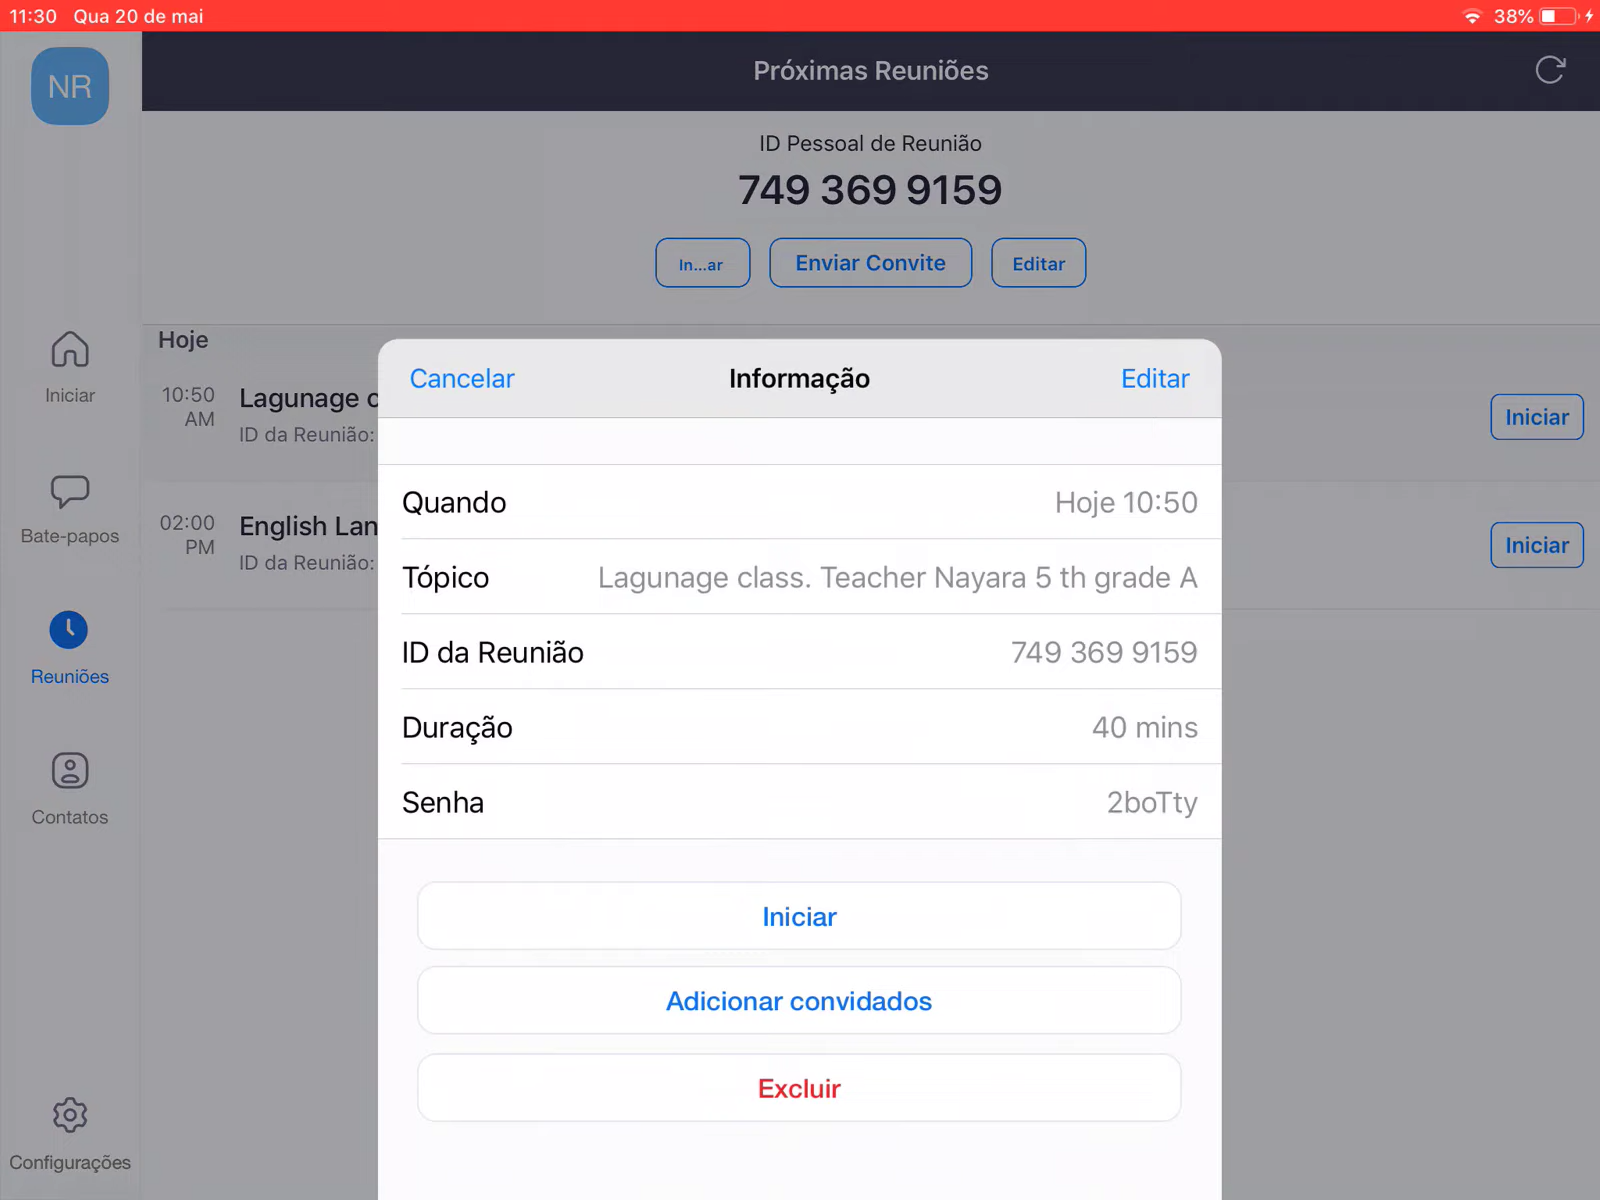 11:30 Qua 20 de mai
38%
NR
Próximas Reuniões
ID Pessoal de Reunião
749 369 9159
In...ar
Enviar Convite
Editar
Iniciar
Bate-papos
Reuniões
Contatos
Configurações
Hoje
10:50 AM
Lagunage
ID da Reunião:
Iniciar
02:00 PM
English Lan
ID da Reunião:
Iniciar
Cancelar
Informação
Editar
Quando
Hoje 10:50
Tópico
Lagunage class. Teacher Nayara 5 th grade A
ID da Reunião
749 369 9159
Duração
40 mins
Senha
2boTty
Iniciar
Adicionar convidados
Excluir